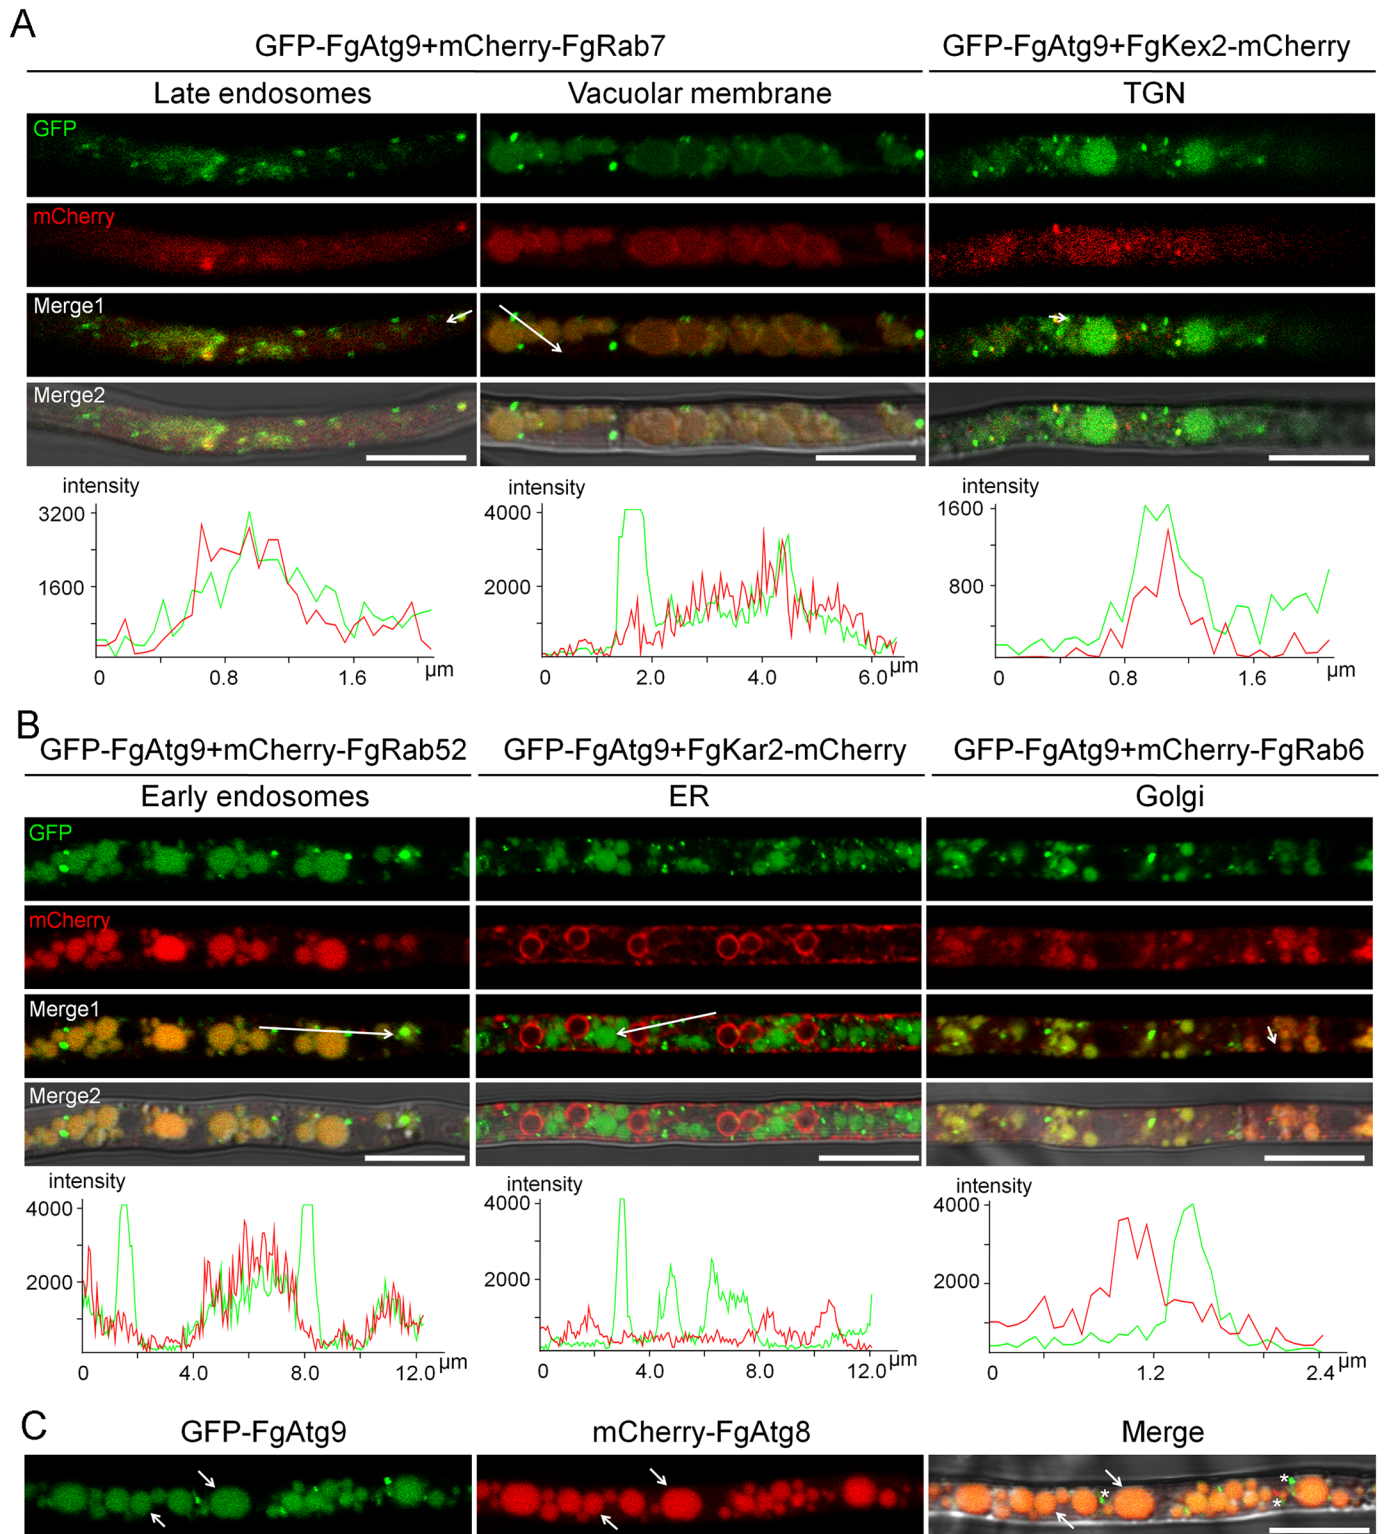 A
GFP-FgAtg9+mCherry-FgRab7
GFP-FgAtg9+FgKex2-mCherry
Late endosomes
Vacuolar membrane
TGN
GFP
mCherry
Merge1
Merge2
intensity
3200
1600
0
0.8
1.6
µm
intensity
4000
2000
0
2.0
4.0
6.0
µm
intensity
1600
800
0
0.8
1.6
µm
B
GFP-FgAtg9+mCherry-FgRab52
GFP-FgAtg9+FgKar2-mCherry
GFP-FgAtg9+mCherry-FgRab6
Early endosomes
ER
Golgi
GFP
mCherry
Merge1
Merge2
intensity
4000
2000
0
4.0
8.0
12.0
µm
intensity
4000
2000
0
4.0
8.0
12.0
µm
intensity
4000
2000
0
1.2
2.4
µm
C
GFP-FgAtg9
mCherry-FgAtg8
Merge
*
*
*